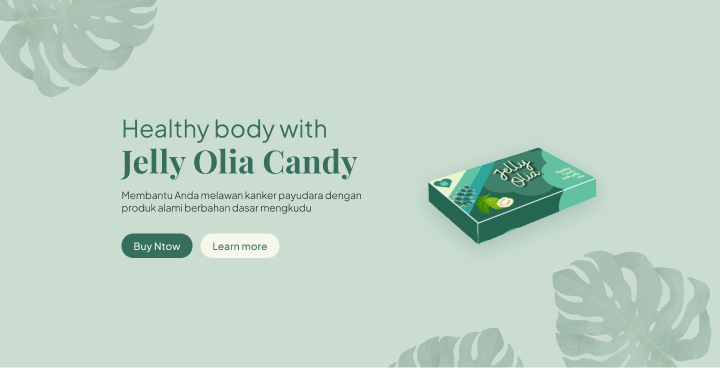 Healthy body with
Jelly Olia Candy
Membantu Anda melawan kanker payudara dengan
produk alami berbahan dasar mengkudu
Buy Ntow
Learn more
Jelly
Olia